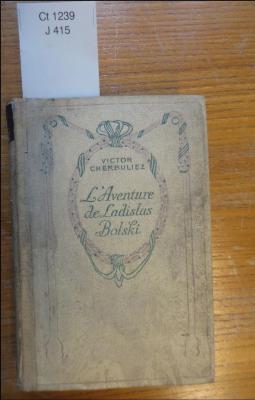 Ct 1239
J 415
VICTOR
CHERBULIEZ
L'Aventure
de Ladislas
Bolski